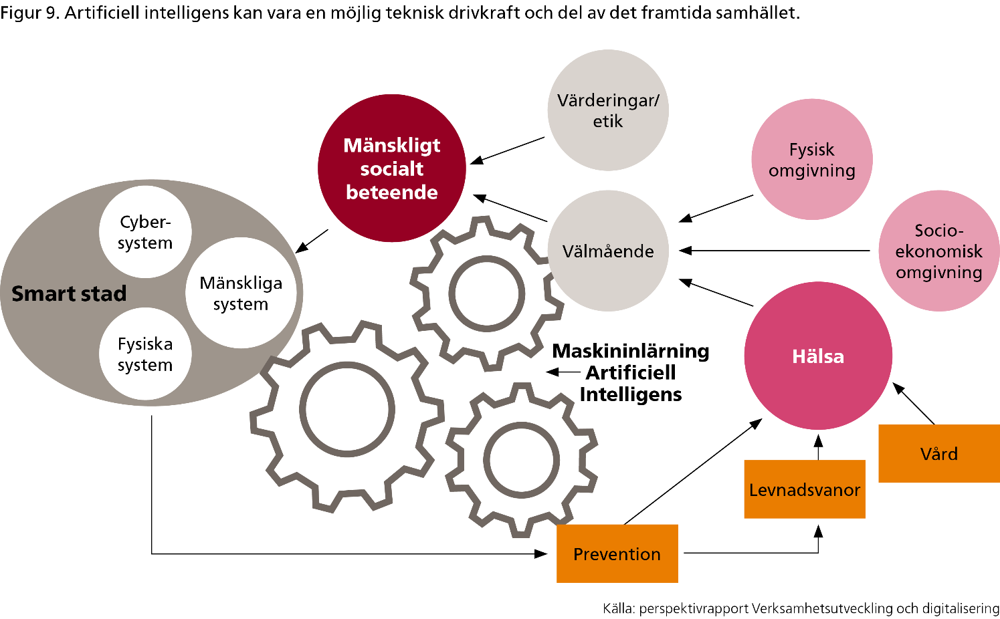 Figur 9. Artificiell intelligens kan vara en möjlig teknisk drivkraft och del av det framtida samhället.
Värderingar/
etik
Mänskligt
socialt
beteende
Fysisk
omgivning
Cyber-
system
Socio-
ekonomisk
omgivning
Välmående
Mänskliga
system
Smart stad
Fysiska
system
Maskininlärning
Artificiell
Intelligens
Hälsa
Vård
Levnadsvanor
Prevention
Källa: perspektivrapport Verksamhetsutveckling och digitalisering